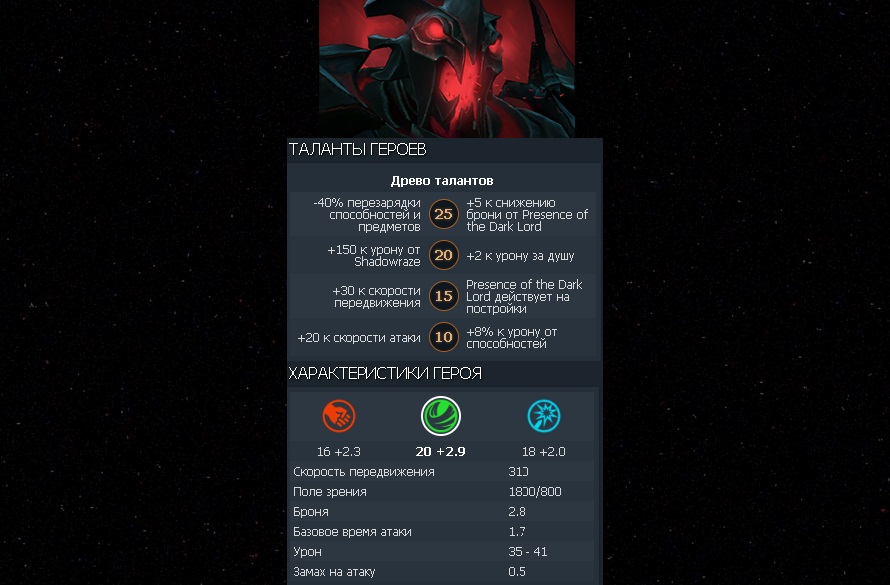 ТАЛАНТЫ ГЕРОЕВ
Древо талантов
-40% перезарядки
способностей и
предметов
25
+5 к снижению
брони от Presence of
the Dark Lord
+150 к урону от
Shadowraze
20
+2 к урону за душу
+30 к скорости
передвижения
15
Presence of the Dark
Lord действует на
постройки
+20 к скорости атаки
10
+8% к урону от
способностей
ХАРАКТЕРИСТИКИ ГЕРОЯ
16 +2.3
20 +2.9
18 +2.0
Скорость передвижения 310
Поле зрения 1800/800
Броня 2.8
Базовое время атаки 1.7
Урон 35 - 41
Замах на атаку 0.5